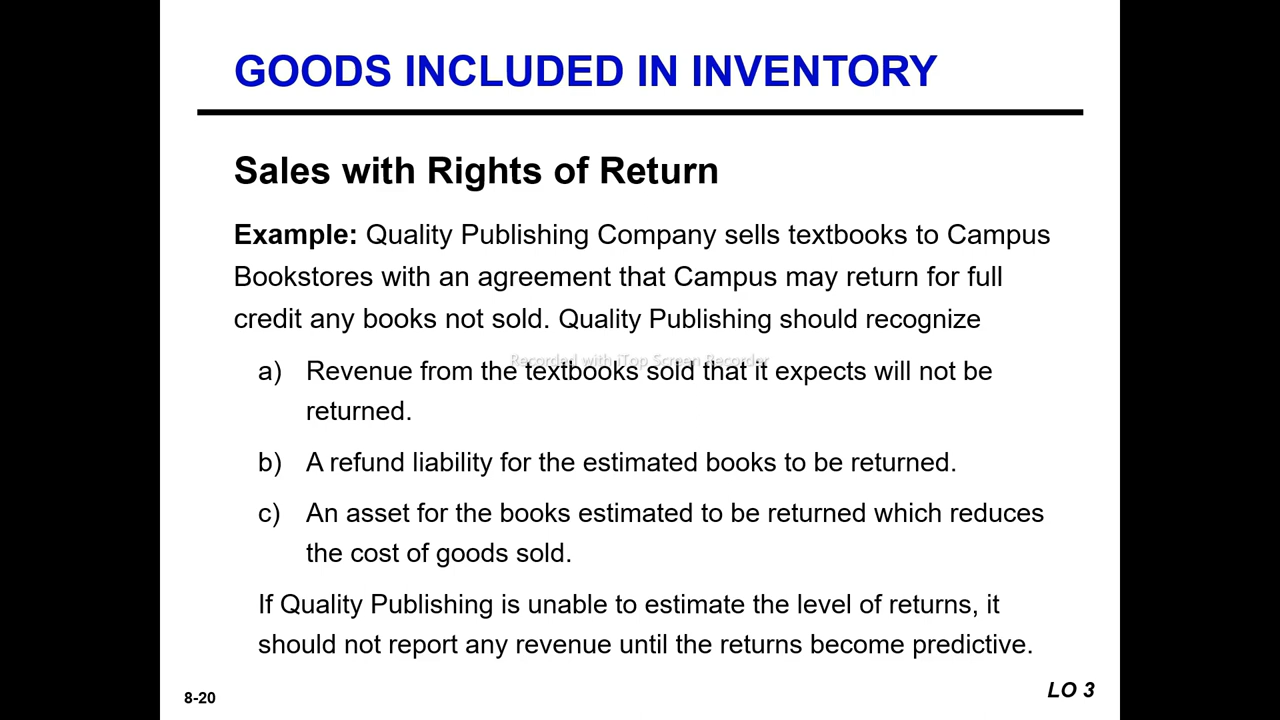 GOODS INCLUDED IN INVENTORY
Sales with Rights of Return
Example: Quality Publishing Company sells textbooks to Campus
Bookstores with an agreement that Campus may return for full
credit any books not sold. Quality Publishing should recognize
Recorded with iTop Screen Recorder
a) Revenue from the textbooks sold that it expects will not be
returned.
b) A refund liability for the estimated books to be returned.
c) An asset for the books estimated to be returned which reduces
the cost of goods sold.
If Quality Publishing is unable to estimate the level of returns, it
should not report any revenue until the returns become predictive.
8-20
LO 3